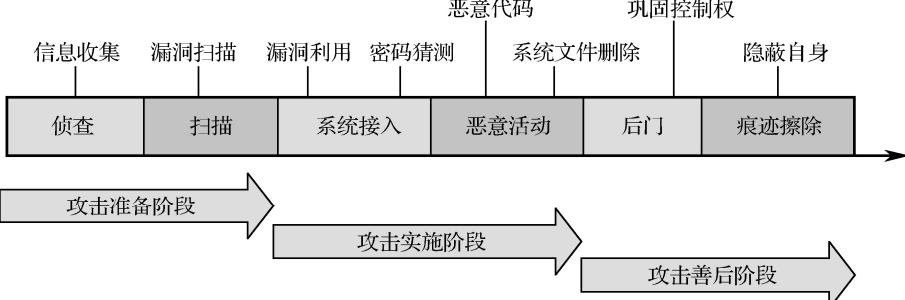 恶意代码
巩固控制权
信息收集
漏洞扫描
漏洞利用
密码猜测
系统文件删除
隐蔽自身
侦查
扫描
系统接入
恶意活动
后门
痕迹擦除
攻击准备阶段
攻击实施阶段
攻击善后阶段